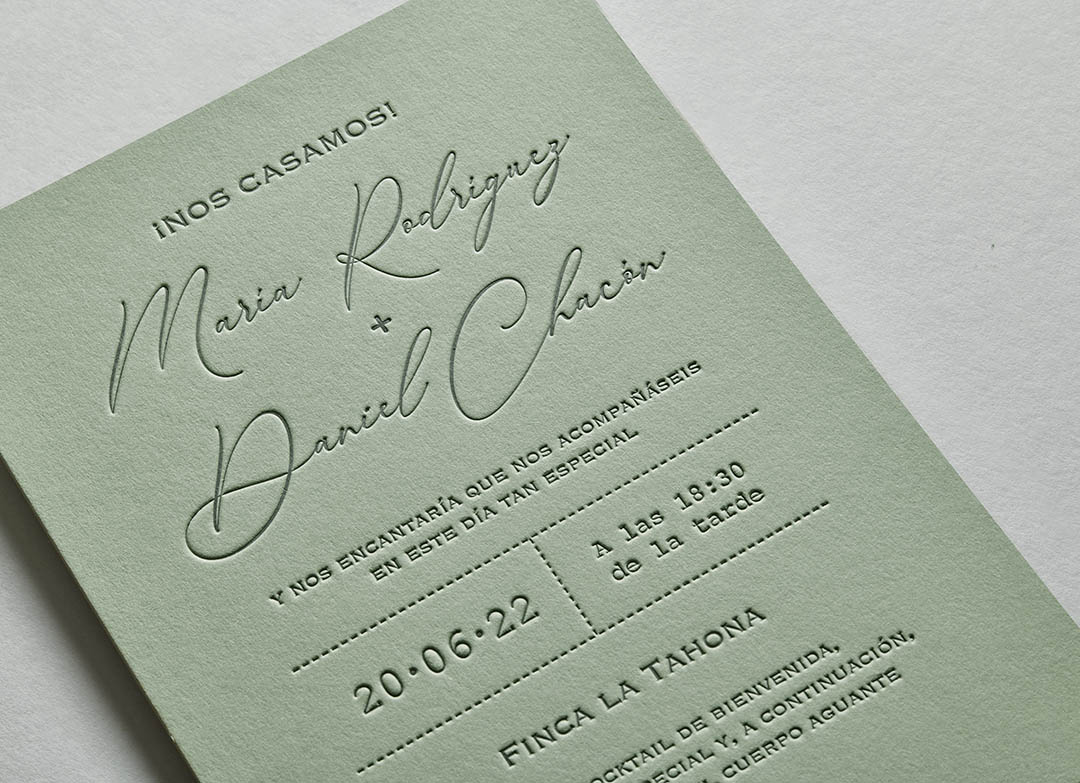 ¡NOS CASAMOS!
María Rodríguez
+
Daniel Chacón
Y NOS ENCANTARÍA QUE NOS ACOMPAÑÁSEIS
EN ESTE DÍA TAN ESPECIAL
20·06·22
A las 18:30
de la tarde
FINCA LA TAHONA
DE BIENVENIDA,
Y, A CONTINUACIÓN,
CUERPO AGUANTE